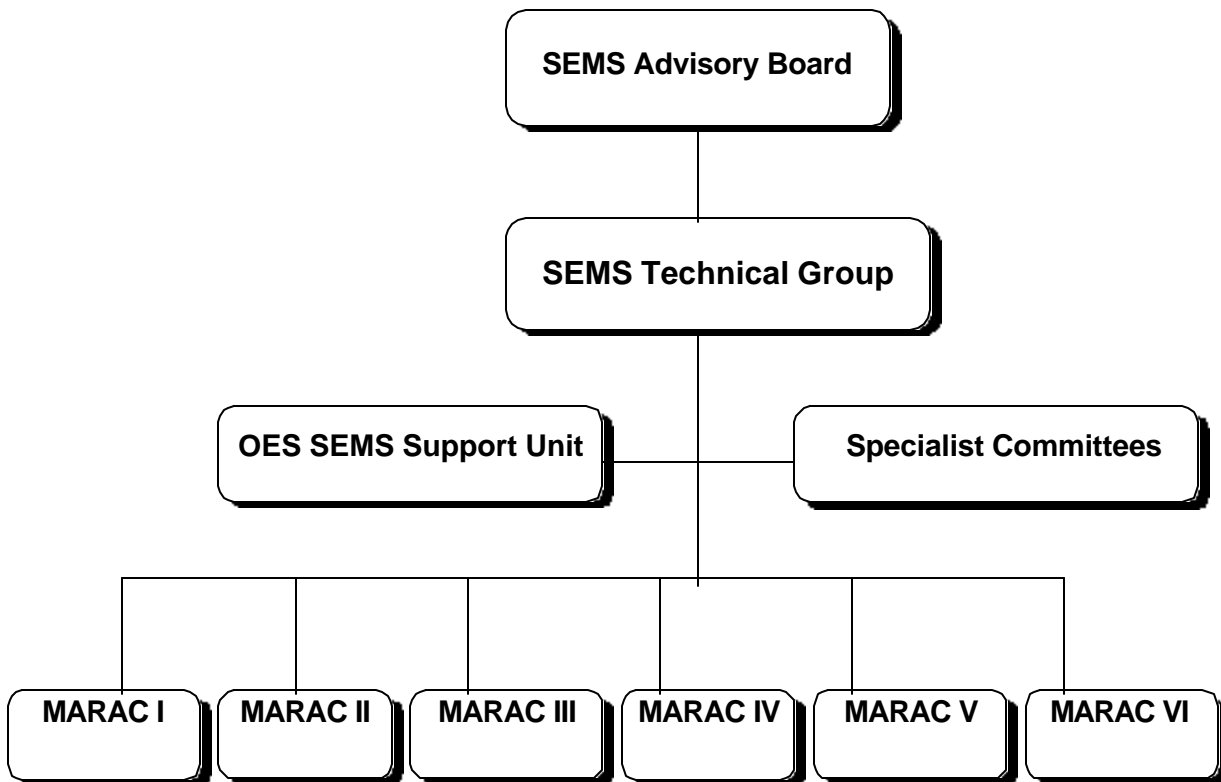 SEMS Advisory Board
SEMS Technical Group
OES SEMS Support Unit
Specialist Committees
MARAC I
MARAC II
MARAC III
MARAC IV
MARAC V
MARAC VI